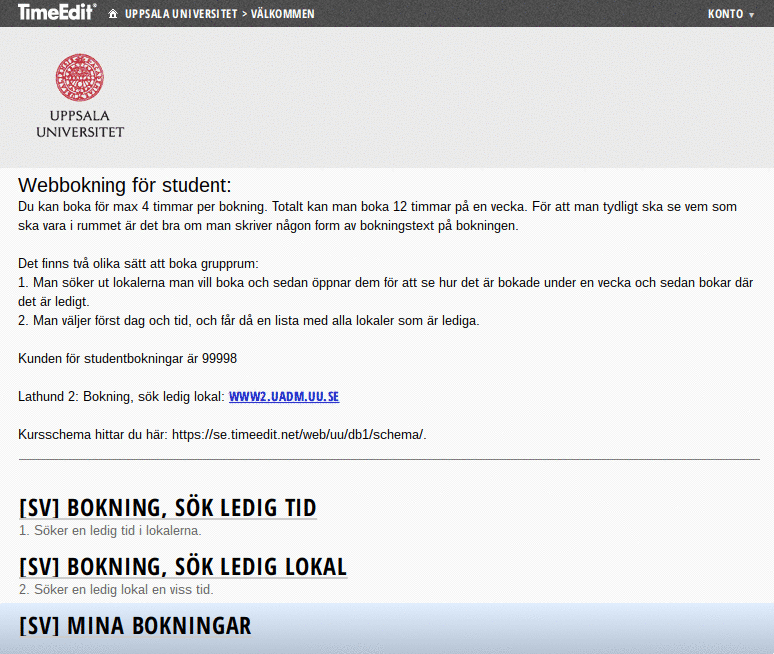 TimeEdit® UPPSALA UNIVERSITET > VÄLKOMMEN KONTO ▼
UPPSALA
UNIVERSITET
Webbokning för student:
Du kan boka för max 4 timmar per bokning. Totalt kan man boka 12 timmar på en vecka. För att man tydligt ska se vem som
ska vara i rummet är det bra om man skriver någon form av bokningstext på bokningen.
Det finns två olika sätt att boka grupprum:
1. Man söker ut lokalerna man vill boka och sedan öppnar dem för att se hur det är bokade under en vecka och sedan bokar där
det är ledigt.
2. Man väljer först dag och tid, och får då en lista med alla lokaler som är lediga.
Kunden för studentbokningar är 99998
Lathund 2: Bokning, sök ledig lokal: WWW2.UADM.UU.SE
Kursschema hittar du här: https://se.timeedit.net/web/uu/db1/schema/.
[SV] BOKNING, SÖK LEDIG TID
1. Söker en ledig tid i lokalerna.
[SV] BOKNING, SÖK LEDIG LOKAL
2. Söker en ledig lokal en viss tid.
[SV] MINA BOKNINGAR